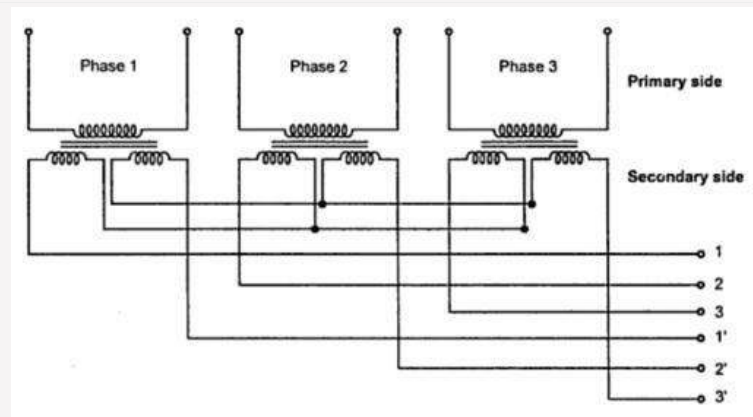 Phase 1
Phase 2
Phase 3
Primary side
Secondary side
1
2
3
1'
2'
3'